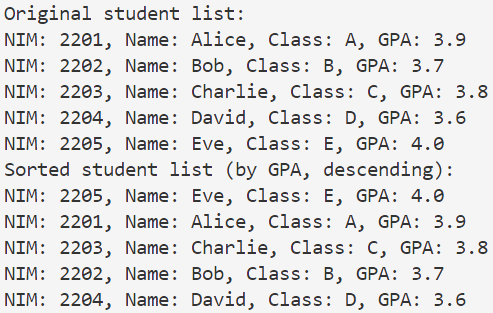 Original student list:
NIM: 2201, Name: Alice, Class: A, GPA: 3.9
NIM: 2202, Name: Bob, Class: B, GPA: 3.7
NIM: 2203, Name: Charlie, Class: C, GPA: 3.8
NIM: 2204, Name: David, Class: D, GPA: 3.6
NIM: 2205, Name: Eve, Class: E, GPA: 4.0
Sorted student list (by GPA, descending):
NIM: 2205, Name: Eve, Class: E, GPA: 4.0
NIM: 2201, Name: Alice, Class: A, GPA: 3.9
NIM: 2203, Name: Charlie, Class: C, GPA: 3.8
NIM: 2202, Name: Bob, Class: B, GPA: 3.7
NIM: 2204, Name: David, Class: D, GPA: 3.6